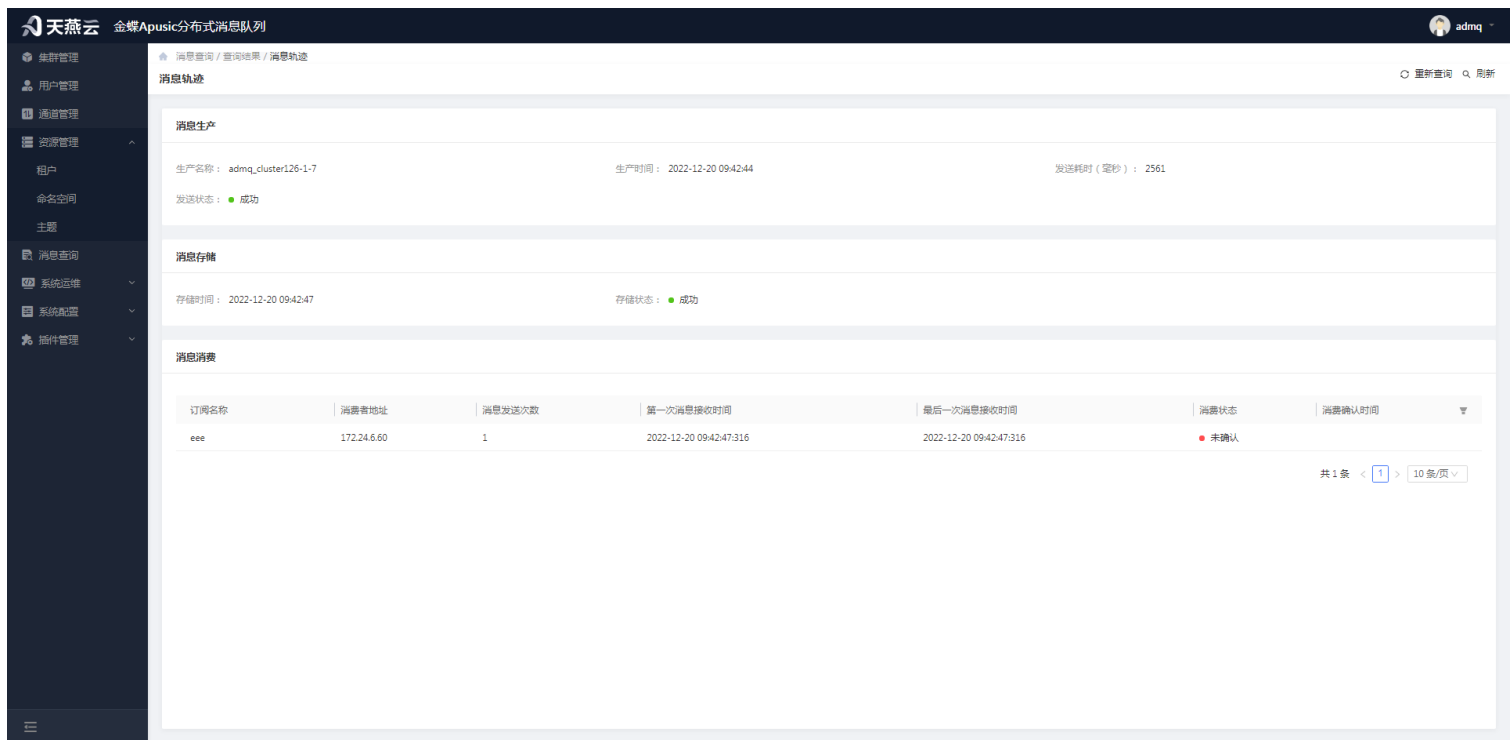 天燕云 金蝶Apusic分布式消息队列
admq
集群管理
用户管理
通道管理
资源管理
租户
命名空间
主题
消息查询
系统运维
系统配置
插件管理
消息查询 / 查询结果 / 消息轨迹
消息轨迹
重新查询 刷新
消息生产
生产名称： admq_cluster126-1-7 生产时间： 2022-12-20 09:42:44 发送耗时（毫秒）： 2561
发送状态： 成功
消息存储
存储时间： 2022-12-20 09:42:47 存储状态： 成功
消息消费
订阅名称 消费者地址 消息发送次数 第一次消息接收时间 最后一次消息接收时间 消费状态 消费确认时间
eee 172.24.6.60 1 2022-12-20 09:42:47:316 2022-12-20 09:42:47:316 未确认
共 1 条 < 1 > 10 条/页